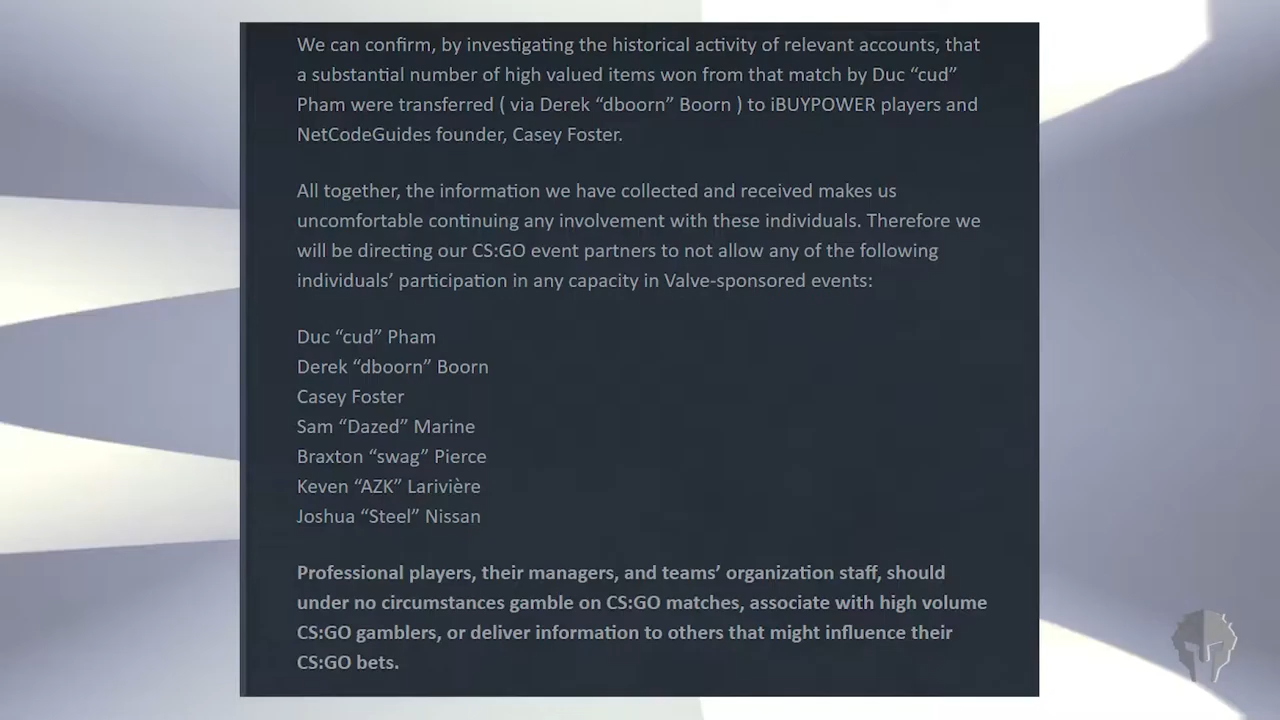 We can confirm, by investigating the historical activity of relevant accounts, that
a substantial number of high valued items won from that match by Duc “cud”
Pham were transferred ( via Derek “dboorn” Boorn ) to iBUYPOWER players and
NetCodeGuides founder, Casey Foster.
All together, the information we have collected and received makes us
uncomfortable continuing any involvement with these individuals. Therefore we
will be directing our CS:GO event partners to not allow any of the following
individuals’ participation in any capacity in Valve-sponsored events:
Duc “cud” Pham
Derek “dboorn” Boorn
Casey Foster
Sam “Dazed” Marine
Braxton “swag” Pierce
Keven “AZK” Larivière
Joshua “Steel” Nissan
Professional players, their managers, and teams’ organization staff, should
under no circumstances gamble on CS:GO matches, associate with high volume
CS:GO gamblers, or deliver information to others that might influence their
CS:GO bets.